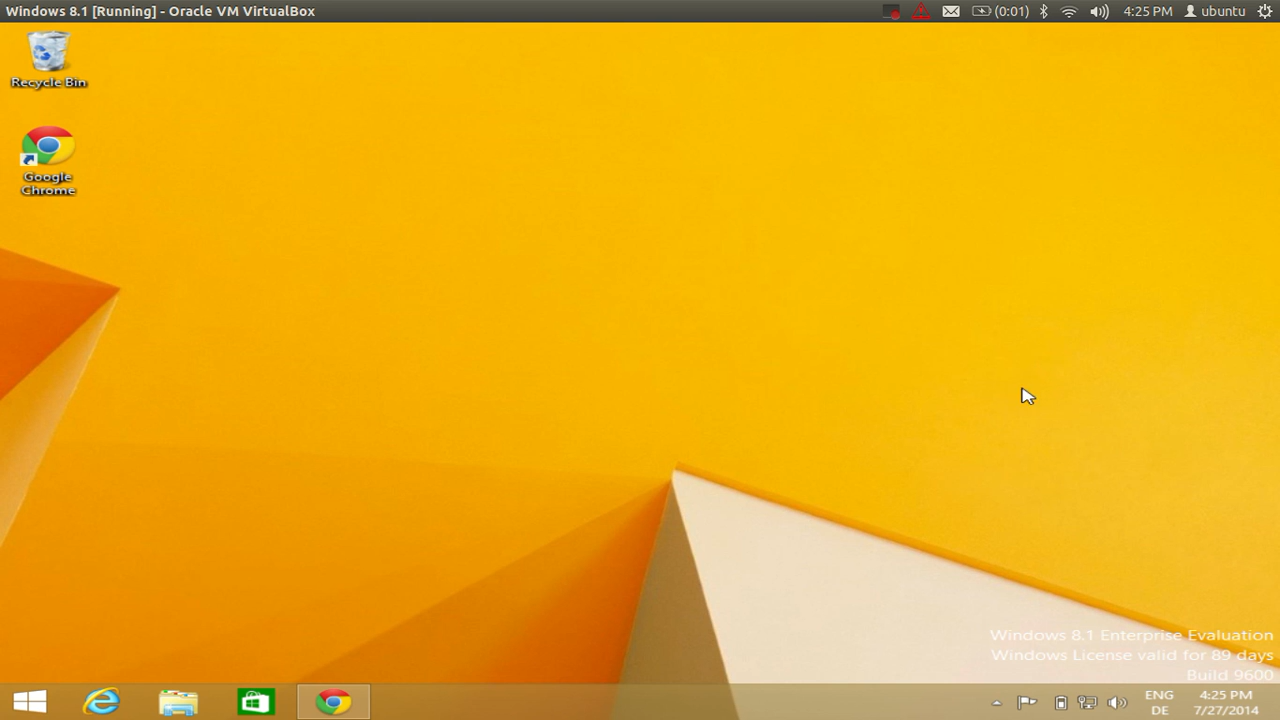 Windows 8.1 [Running] - Oracle VM VirtualBox
(0:01) 4:25 PM ubuntu
Recycle Bin
Google
Chrome
Windows 8.1 Enterprise Evaluation
Windows License valid for 89 days
Build 9600
ENG
DE
4:25 PM
7/27/2014